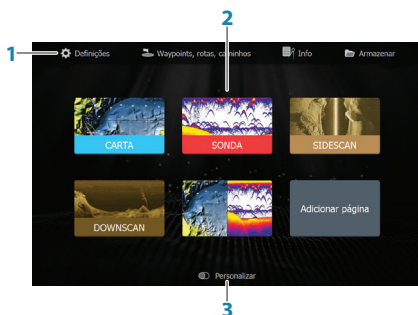 2
1
Definições Waypoints, rotas, caminhos Info Armazenar
CARTA SONDA SIDESCAN
DOWNSCAN Adicionar página
Personalizar
3